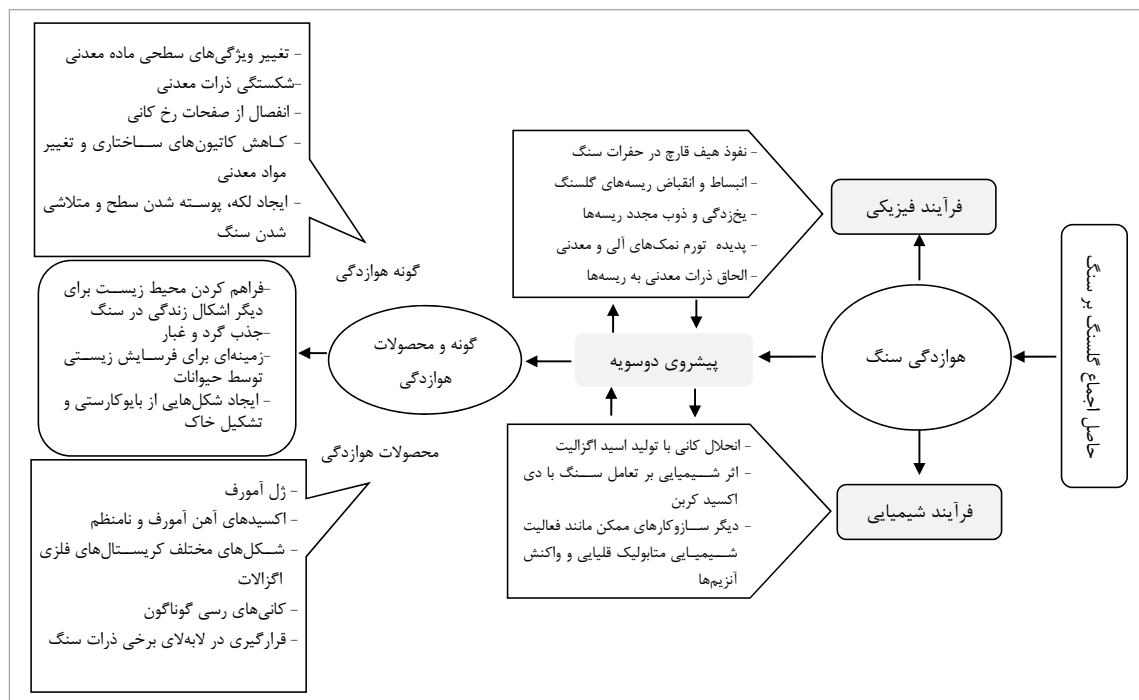 حاصل اجماع گلسنگ بر سنگ
هوازدگی سنگ
فرآیند فیزیکی
- نفوذ هیف قارچ در حفرات سنگ
- انبساط و انقباض ریسه‌های گلسنگ
- یخ‌زدگی و ذوب مجدد ریسه‌ها
- پدیده تورم نمک‌های آلی و معدنی
- الحاق ذرات معدنی به ریسه‌ها
پیشروی دوسویه
فرآیند شیمیایی
- انحلال کانی با تولید اسید اگزالیت
- اثر شیمیایی بر تعامل سنگ با دی
اکسید کربن
- دیگر سازوکارهای ممکن مانند فعالیت
شیمیایی متابولیک قلیایی و واکنش
آنزیم‌ها
گونه و محصولات
هوازدگی
گونه هوازدگی
- تغییر ویژگی‌های سطحی ماده معدنی
-شکستگی ذرات معدنی
- انفصال از صفحات رخ کانی
- کاهش کاتیون‌های ساختاری و تغییر
مواد معدنی
- ایجاد لکه، پوسته شدن سطح و متلاشی
شدن سنگ
-فراهم کردن محیط زیست برای
دیگر اشکال زندگی در سنگ
-جذب گرد و غبار
-زمینه‌ای برای فرسایش زیستی
توسط حیوانات
- ایجاد شکل‌هایی از بایوکارستی و
تشکیل خاک
محصولات هوازدگی
- ژل آمورف
- اکسیدهای آهن آمورف و نامنظم
- شکل‌های مختلف کریستال‌های فلزی
اگزالات
- کانی‌های رسی گوناگون
- قرارگیری در لابه‌لای برخی ذرات سنگ